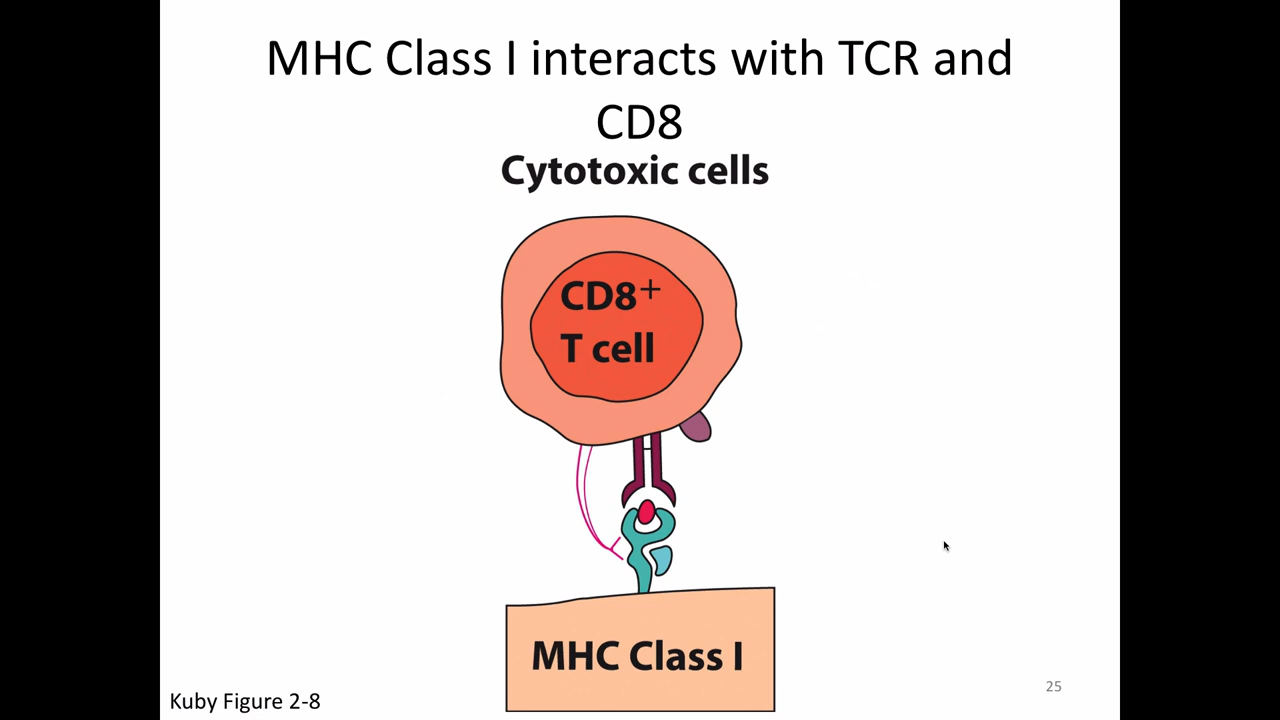 MHC Class I interacts with TCR and
CD8
Cytotoxic cells
CD8+
T cell
MHC Class I
Kuby Figure 2-8
25